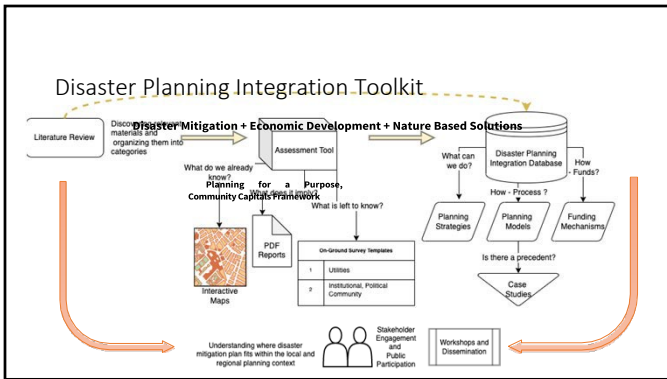 Disaster Planning Integration Toolkit
Disaster Mitigation + Economic Development + Nature Based Solutions
Literature Review
Discovering relevant
materials and
organizing them into
categories
Assessment Tool
Disaster Planning
Integration Database
What do we already
know?
What does it imply?
What is left to know?
Planning for a Purpose,
Community Capitals Framework
What can
we do?
How - Process ?
How
- Funds?
Interactive
Maps
PDF
Reports
On-Ground Survey Templates
1 Utilities
2 Institutional, Political
Community
Planning
Strategies
Planning
Models
Funding
Mechanisms
Is there a precedent?
Case
Studies
Understanding where disaster
mitigation plan fits within the local and
regional planning context
Stakeholder
Engagement
and
Public
Participation
Workshops and
Dissemination